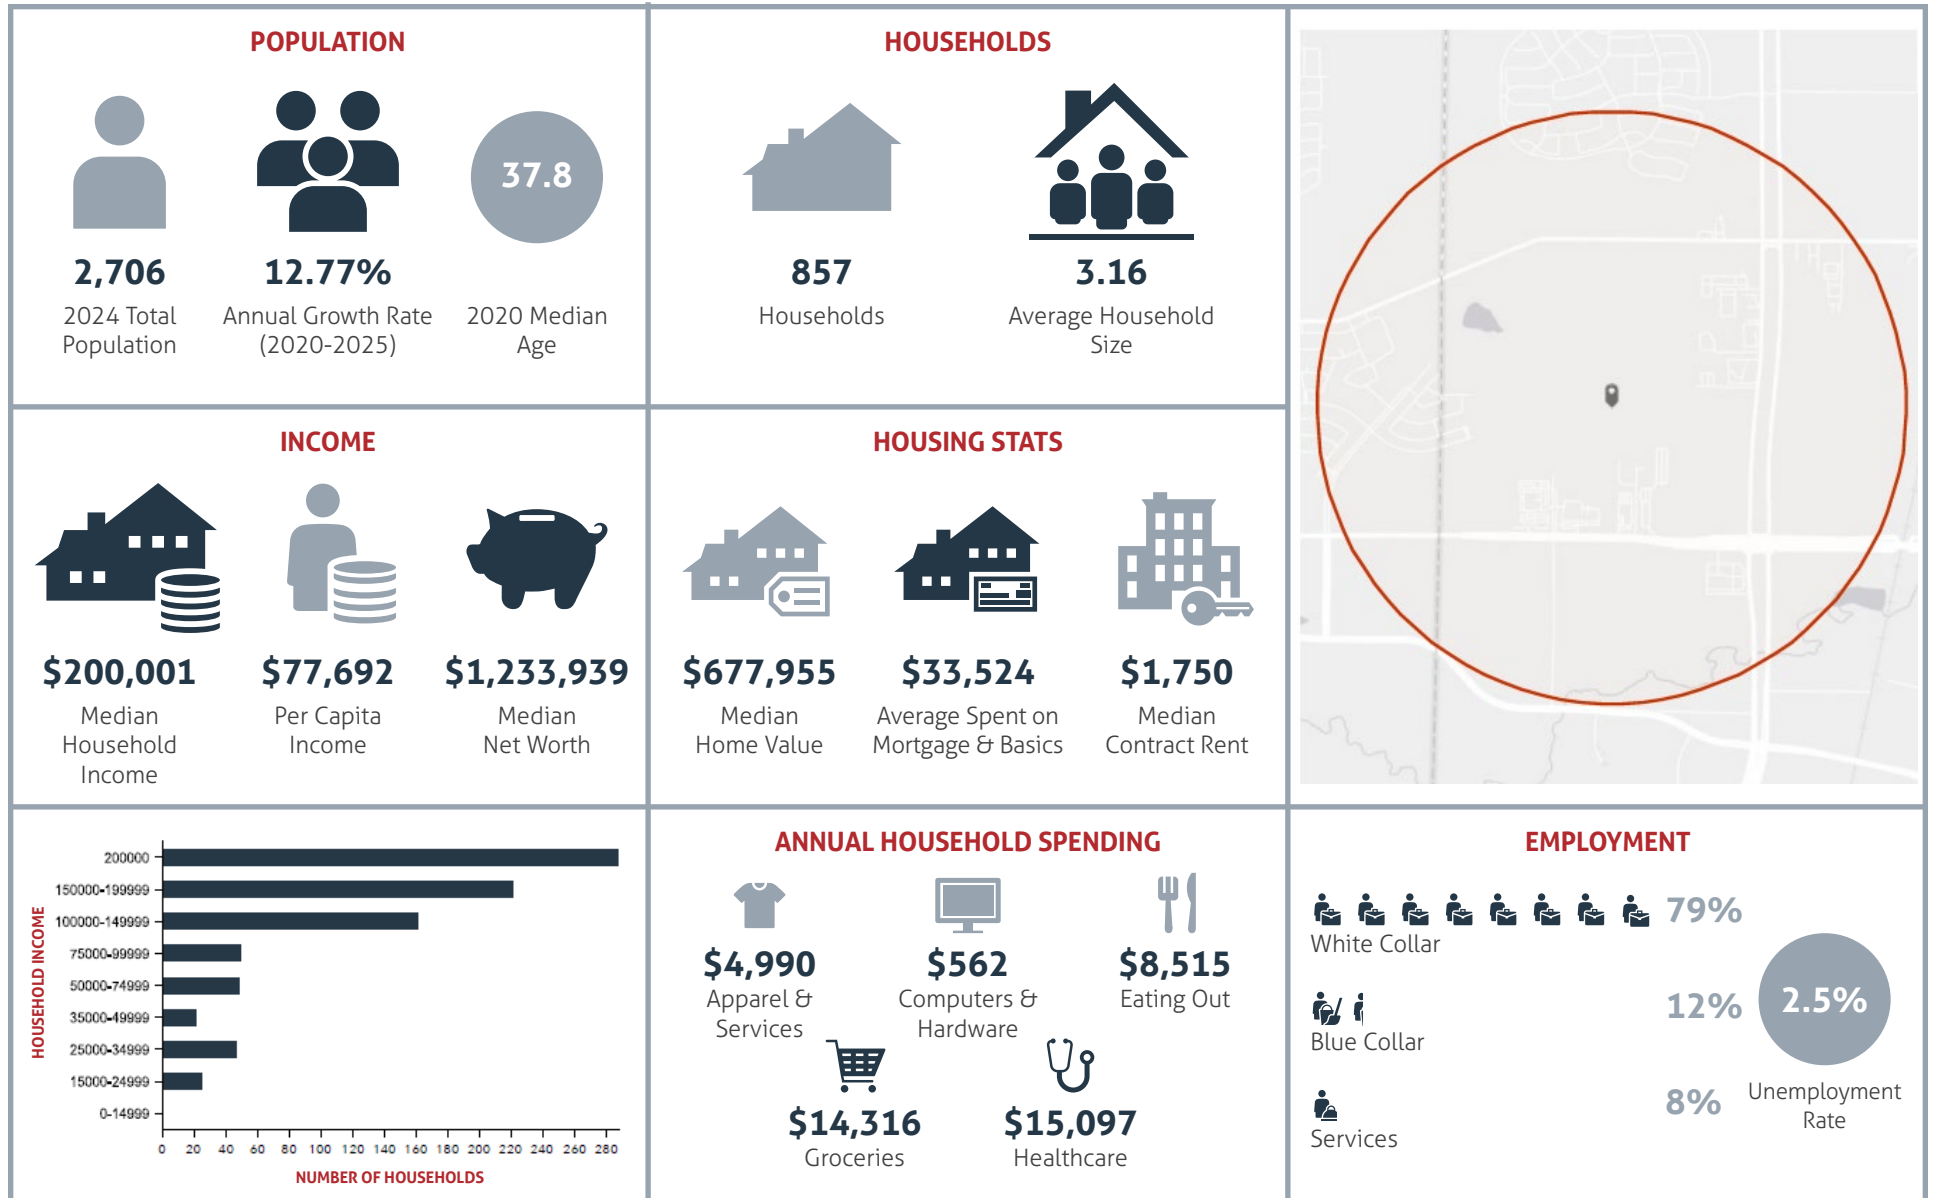 POPULATION
37.8
2,706
12.77%
2024 Total
Population
Annual Growth Rate
(2020-2025)
2020 Median
Age
HOUSEHOLDS
857
Households
3.16
Average Household
Size
INCOME
$200,001
Median
Household
Income
$77,692
Per Capita
Income
$1,233,939
Median
Net Worth
HOUSING STATS
$677,955
Median
Home Value
$33,524
Average Spent on
Mortgage & Basics
$1,750
Median
Contract Rent
HOUSEHOLD INCOME
200000
150000-199999
100000-149999
75000-99999
50000-74999
35000-49999
25000-34999
15000-24999
0-14999
0 20 40 60 80 100 120 140 160 180 200 220 240 260 280
NUMBER OF HOUSEHOLDS
ANNUAL HOUSEHOLD SPENDING
$4,990
Apparel &
Services
$562
Computers &
Hardware
$8,515
Eating Out
$14,316
Groceries
$15,097
Healthcare
EMPLOYMENT
79%
White Collar
12%
Blue Collar
8%
Services
2.5%
Unemployment
Rate